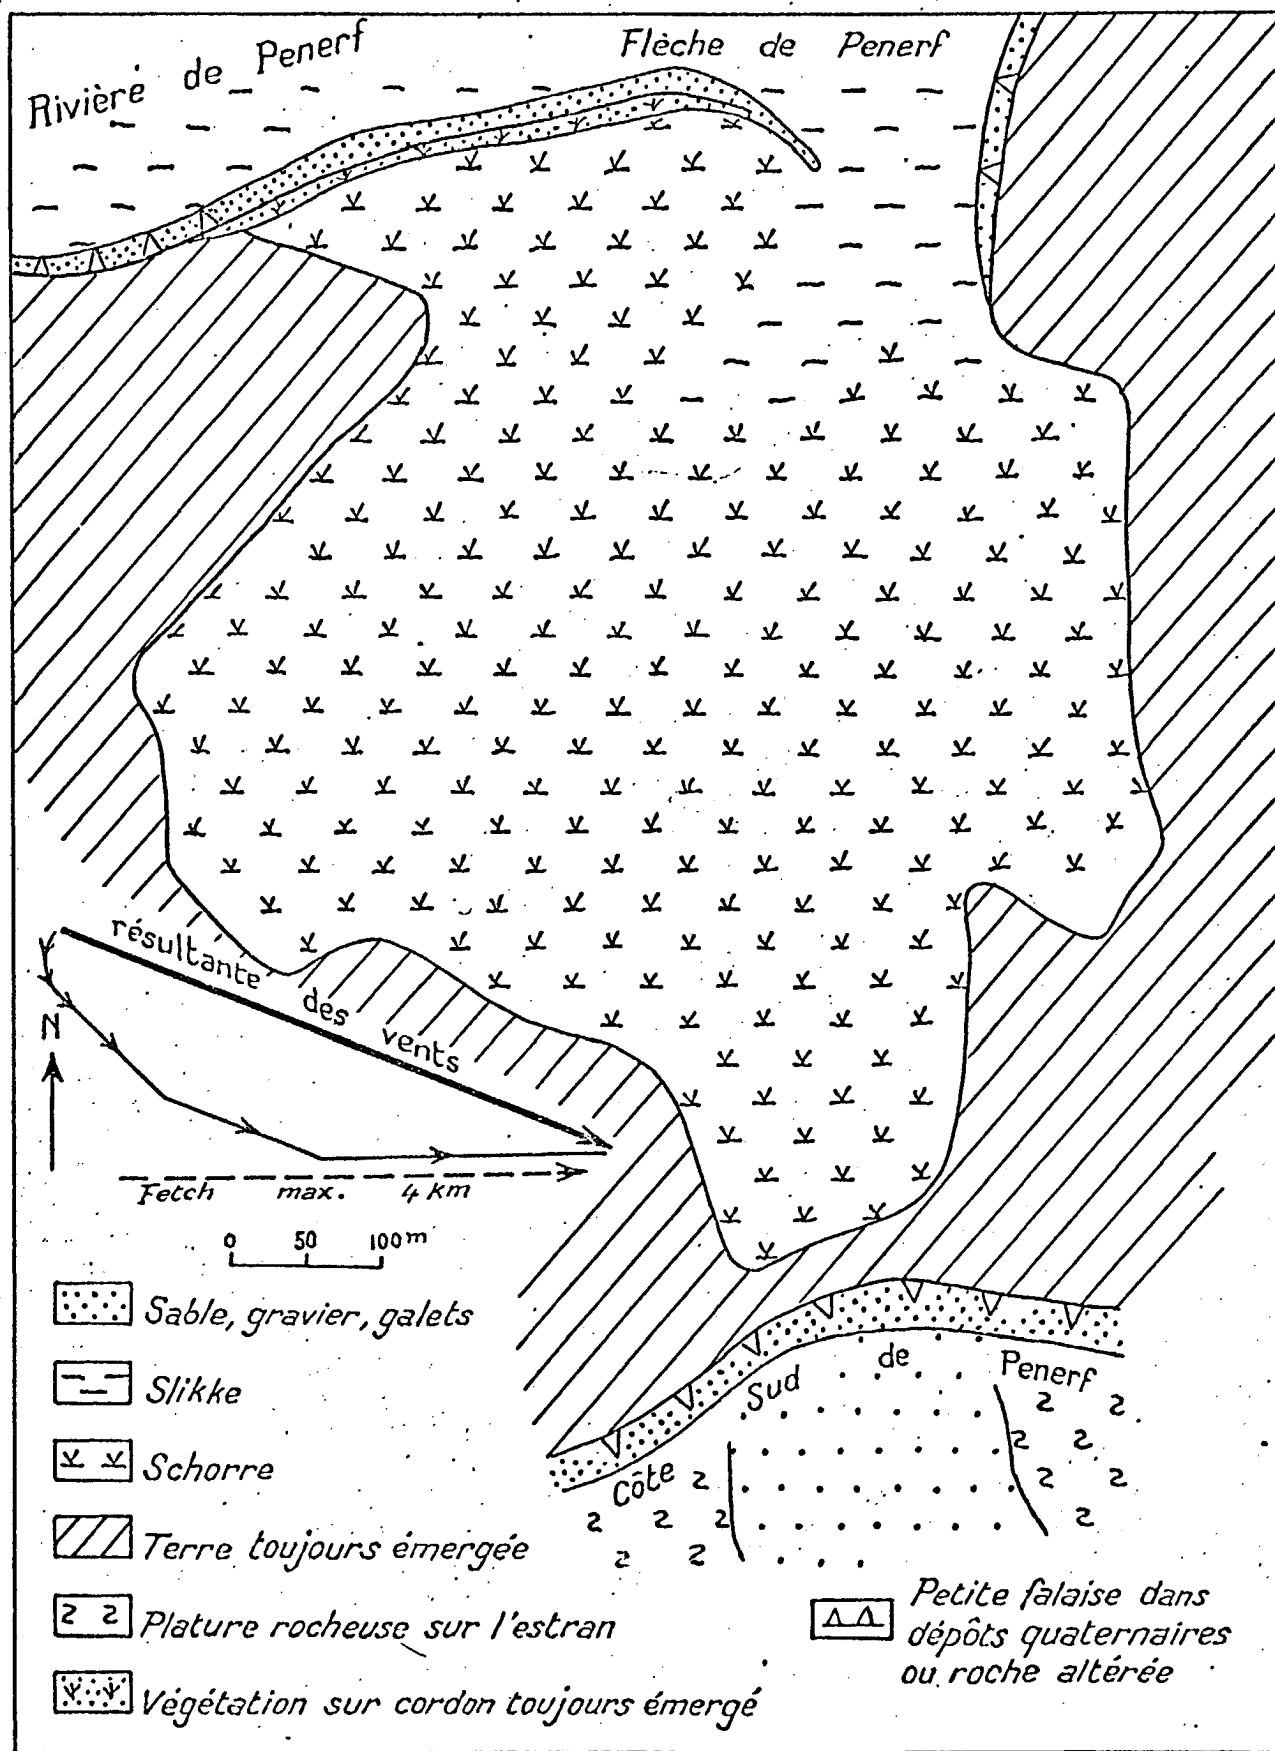 Rivière de Penerf
Flèche de Penerf
résultante des vents
N
Fetch max. 4 km
0 50 100 m
Sable, gravier, galets
Slikke
Schorre
Terre toujours émergée
Plature rocheuse sur l'estran
Végétation sur cordon toujours émergé
Côte Sud de Penerf
Petite falaise dans
dépôts quaternaires
ou roche altérée